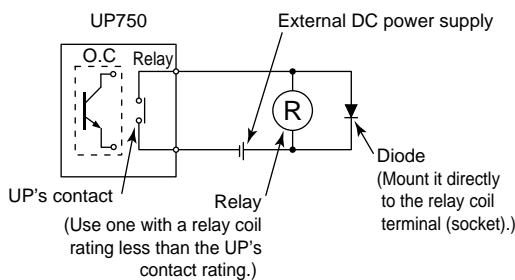 UP750
External DC power supply
O.C
Relay
R
UP's contact
Relay
(Use one with a relay coil
rating less than the UP's
contact rating.)
Diode
(Mount it directly
to the relay coil
terminal (socket).)